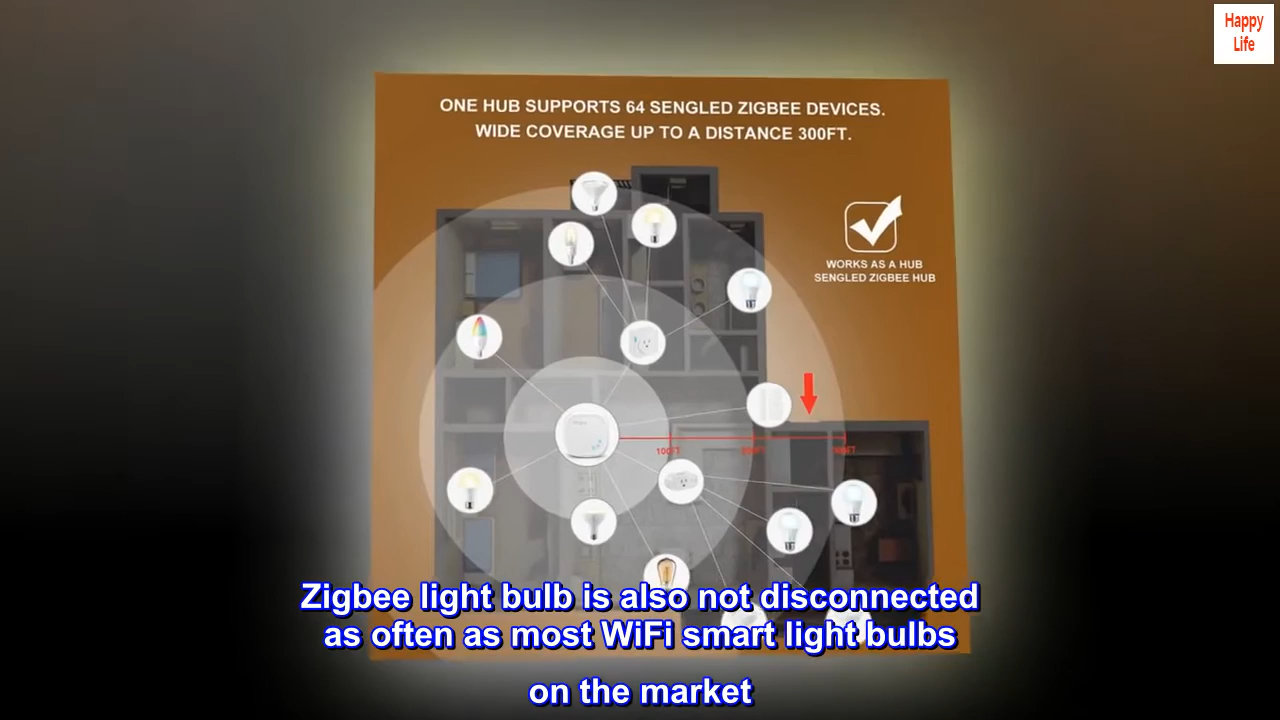 Happy
Life
ONE HUB SUPPORTS 64 SENGLED ZIGBEE DEVICES.
WIDE COVERAGE UP TO A DISTANCE 300FT.
WORKS AS A HUB
SENGLED ZIGBEE HUB
100FT
Zigbee light bulb is also not disconnected
as often as most WiFi smart light bulbs
on the market